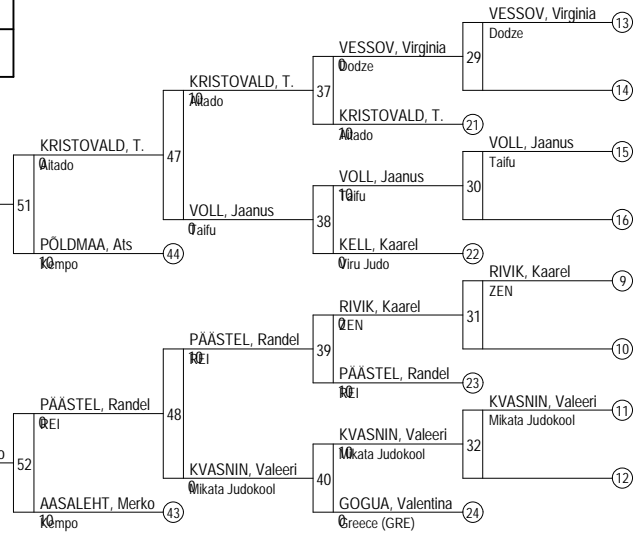 VESSOV, Virginia
Dodze
13
29
14
VESSOV, Virginia
0
Dodze
37
KRISTOVALD, T.
10
Aitado
21
KRISTOVALD, T.
10
Aitado
47
VOLL, Jaanus
Taifu
15
30
16
VOLL, Jaanus
10
Taifu
38
KELL, Kaarel
0
Viru Judo
22
VOLL, Jaanus
0
Taifu
KRISTOVALD, T.
0
Aitado
51
PÕLDMAA, Ats
10
Kempo
44
RIVIK, Kaarel
ZEN
9
31
10
RIVIK, Kaarel
0
ZEN
39
PÄÄSTEL, Randel
10
REI
23
PÄÄSTEL, Randel
10
REI
48
KVASNIN, Valeeri
Mikata Judokool
11
32
12
KVASNIN, Valeeri
10
Mikata Judokool
40
GOGUA, Valentina
0
Greece (GRE)
24
KVASNIN, Valeeri
0
Mikata Judokool
PÄÄSTEL, Randel
0
REI
o
52
AASALEHT, Merko
10
Kempo
43